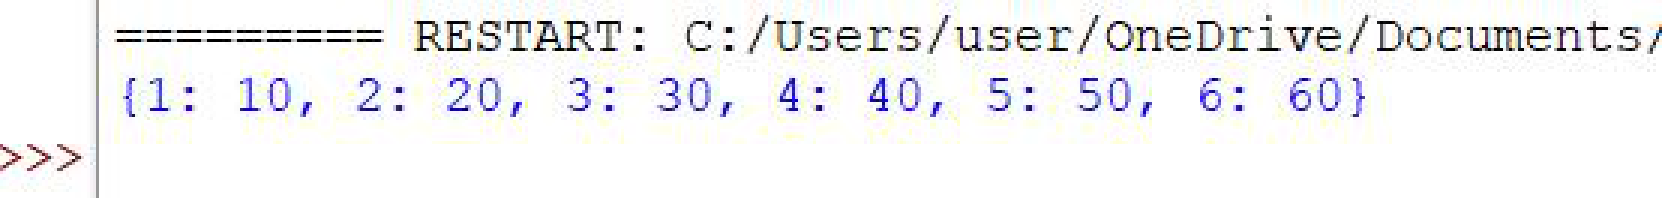 ========= RESTART: C:/Users/user/OneDrive/Documents/
{1: 10, 2: 20, 3: 30, 4: 40, 5: 50, 6: 60}
>>>